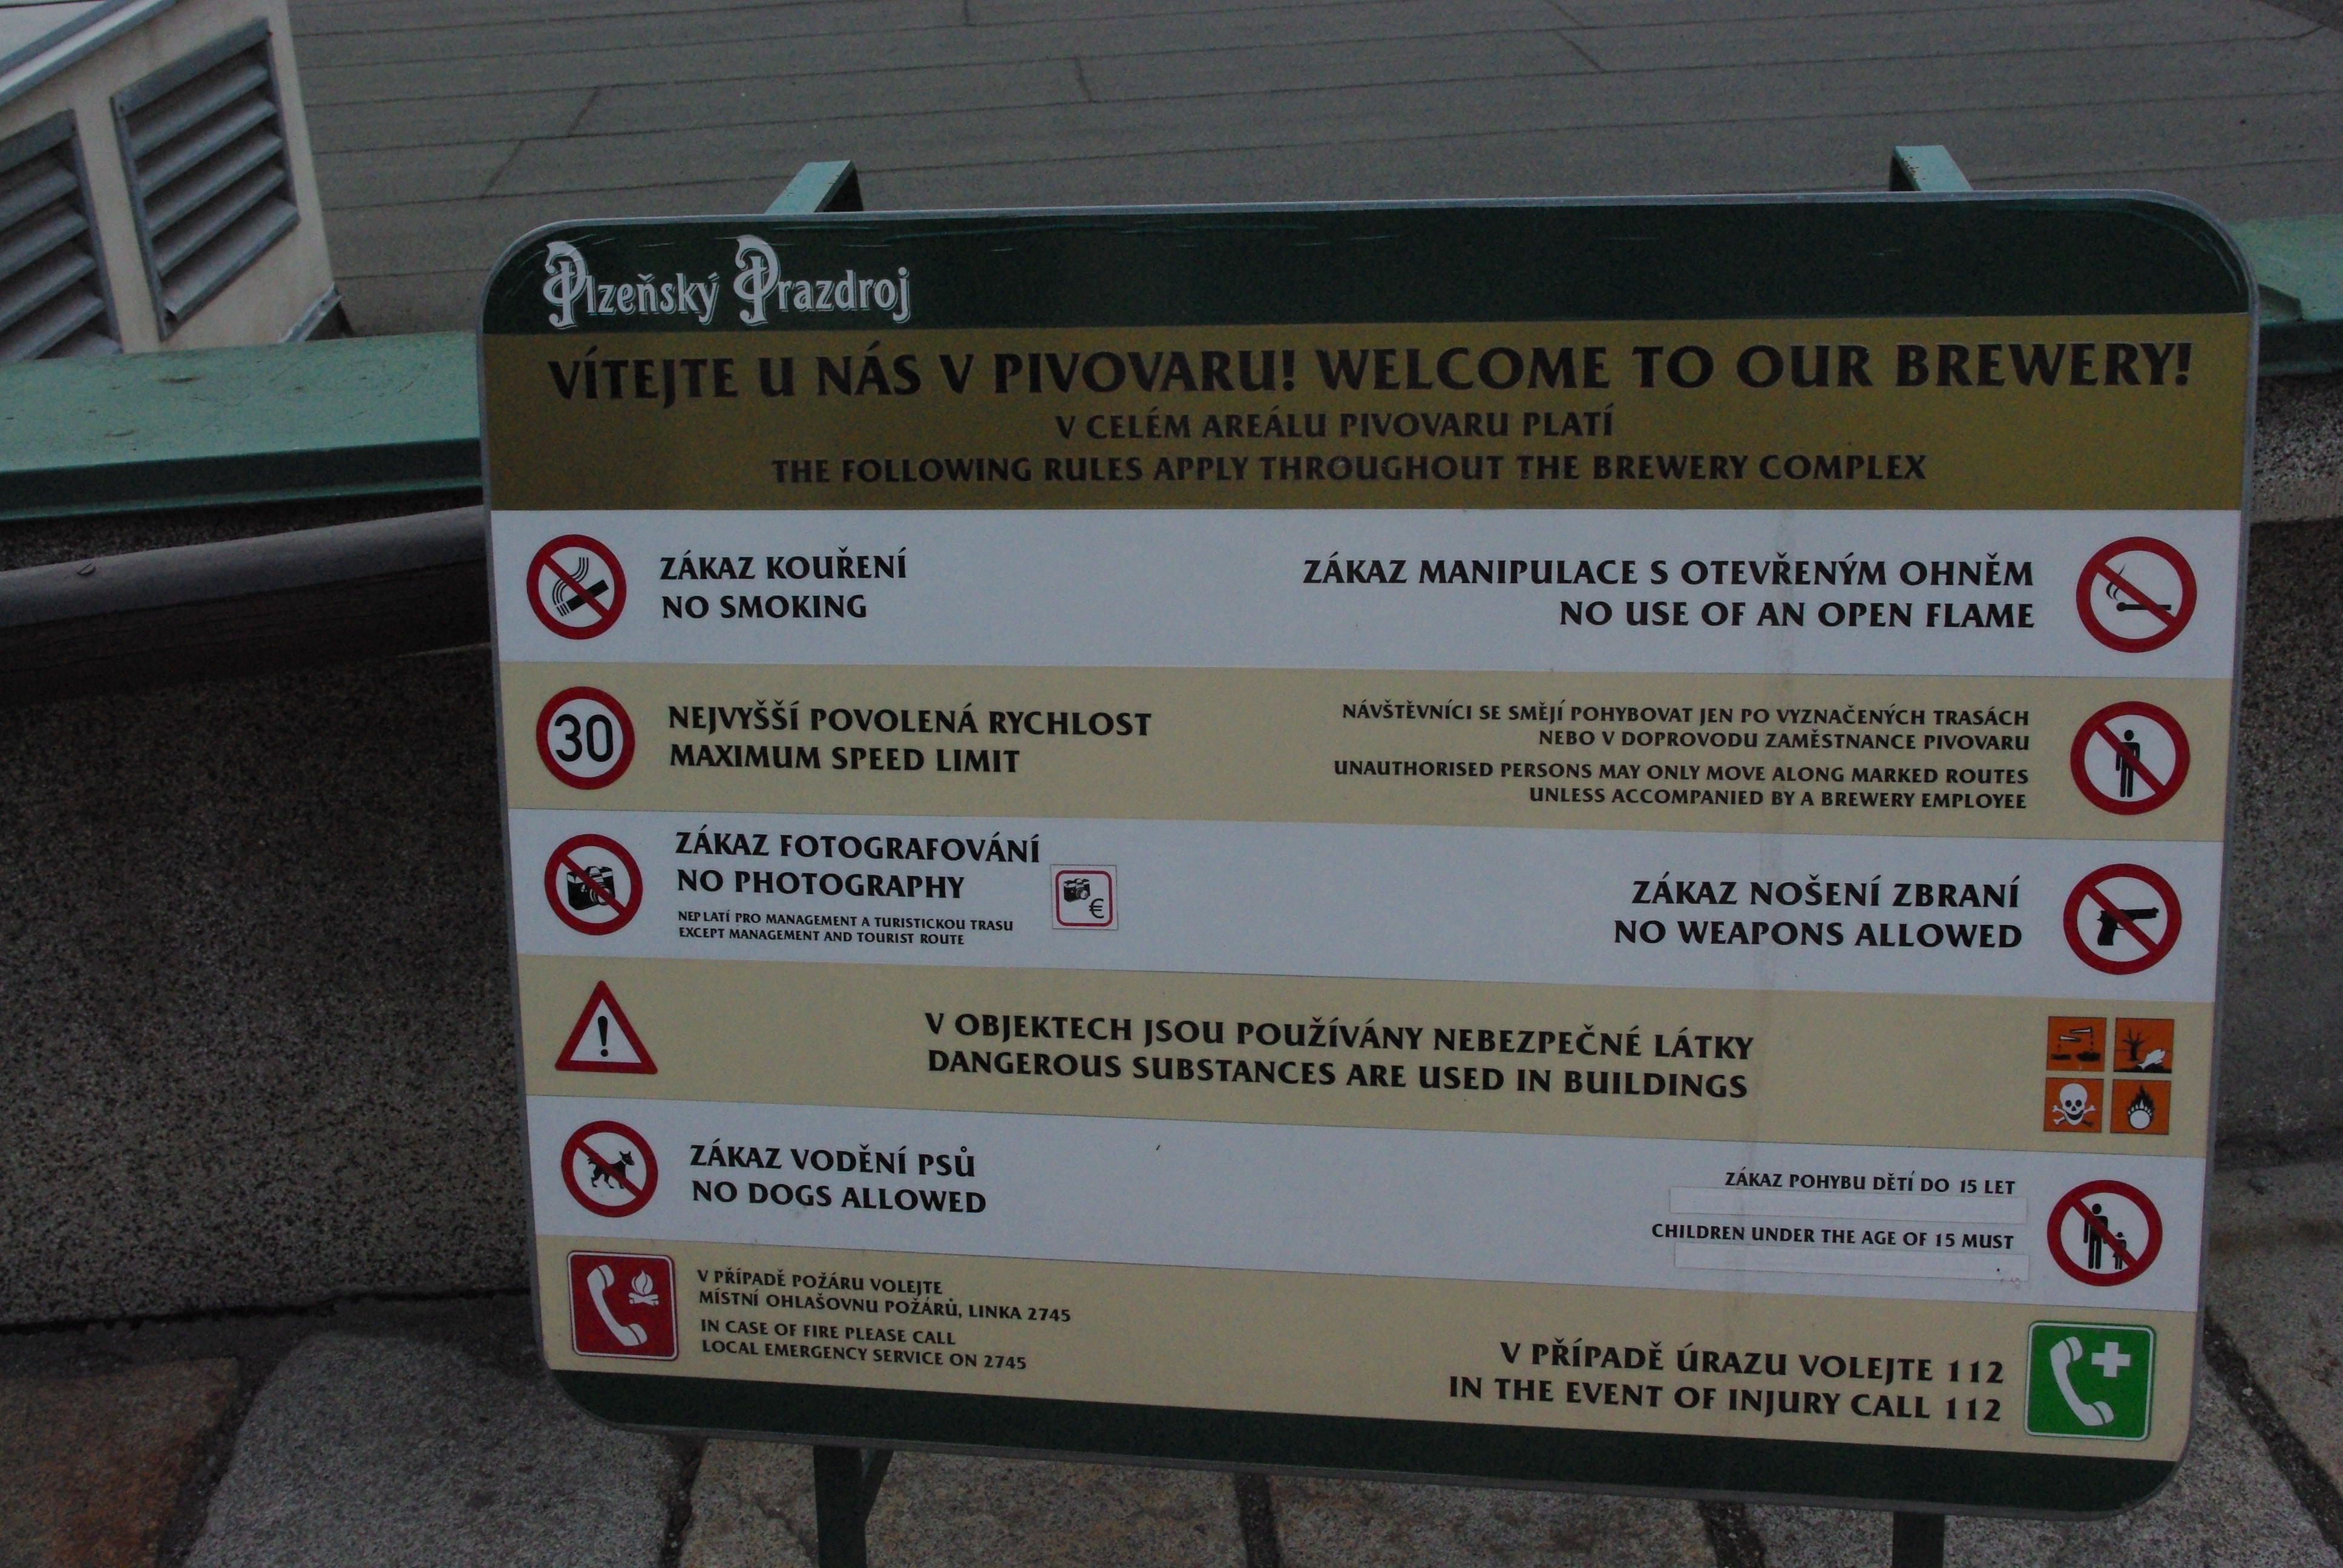 Plzeňský Prazdroj
VÍTEJTE U NÁS V PIVOVARU! WELCOME TO OUR BREWERY!
V CELÉM AREÁLU PIVOVARU PLATÍ
THE FOLLOWING RULES APPLY THROUGHOUT THE BREWERY COMPLEX
ZÁKAZ KOUŘENÍ
NO SMOKING
ZÁKAZ MANIPULACE S OTEVŘENÝM OHNĚM
NO USE OF AN OPEN FLAME
30
NEJVYŠŠÍ POVOLENÁ RYCHLOST
MAXIMUM SPEED LIMIT
NÁVŠTĚVNÍCI SE SMĚJÍ POHYBOVAT JEN PO VYZNAČENÝCH TRASÁCH
NEBO V DOPROVODU ZAMĚSTNANCE PIVOVARU
UNAUTHORISED PERSONS MAY ONLY MOVE ALONG MARKED ROUTES
UNLESS ACCOMPANIED BY A BREWERY EMPLOYEE
ZÁKAZ FOTOGRAFOVÁNÍ
NO PHOTOGRAPHY
NEPLATÍ PRO MANAGEMENT A TURISTICKOU TRASU
EXCEPT MANAGEMENT AND TOURIST ROUTE
€
ZÁKAZ NOŠENÍ ZBRANÍ
NO WEAPONS ALLOWED
!
V OBJEKTECH JSOU POUŽÍVÁNY NEBEZPEČNÉ LÁTKY
DANGEROUS SUBSTANCES ARE USED IN BUILDINGS
ZÁKAZ VODĚNÍ PSŮ
NO DOGS ALLOWED
ZÁKAZ POHYBU DĚTÍ DO 15 LET
CHILDREN UNDER THE AGE OF 15 MUST
V PŘÍPADĚ POŽÁRU VOLEJTE
MÍSTNÍ OHLAŠOVNU POŽÁRŮ, LINKA 2745
IN CASE OF FIRE PLEASE CALL
LOCAL EMERGENCY SERVICE ON 2745
V PŘÍPADĚ ÚRAZU VOLEJTE 112
IN THE EVENT OF INJURY CALL 112